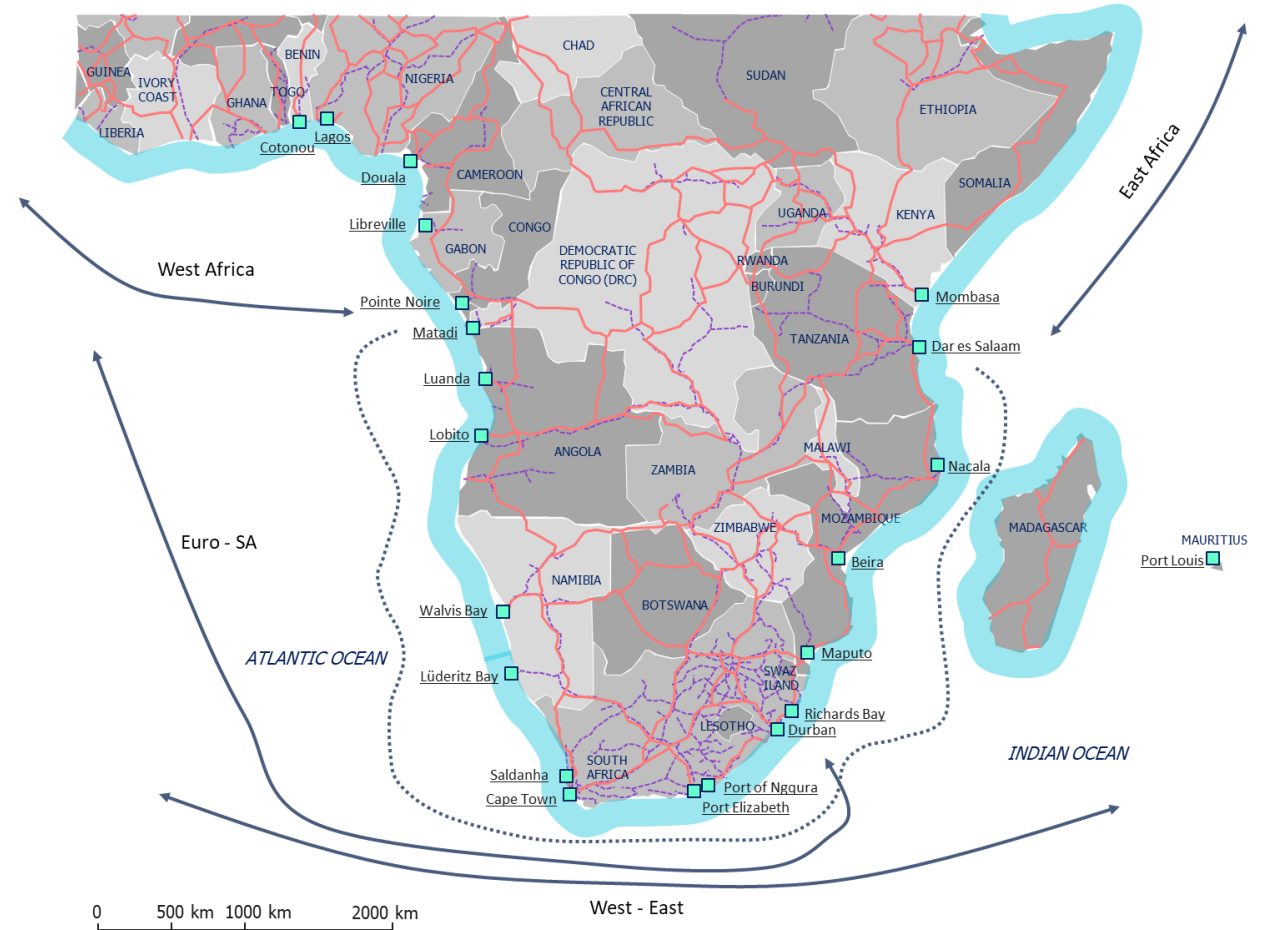 CHAD
BENIN
GUINEA
IVORY
COAST
NIGERIA
SUDAN
TOGO
GHANA
CENTRAL
AFRICAN
REPUBLIC
ETHIOPIA
LIBERIA
Lagos
Cotonou
East Africa
Douala
CAMEROON
SOMALIA
Libreville
CONGO
UGANDA
KENYA
GABON
DEMOCRATIC
REPUBLIC OF
CONGO (DRC)
RWANDA
West Africa
BURUNDI
Pointe Noire
Mombasa
Matadi
TANZANIA
Dar es Salaam
Luanda
Lobito
ANGOLA
MALAWI
ZAMBIA
Nacala
MOZAMBIQUE
ZIMBABWE
MADAGASCAR
Euro - SA
MAURITIUS
Port Louis
Beira
NAMIBIA
BOTSWANA
Walvis Bay
ATLANTIC OCEAN
Maputo
Lüderitz Bay
SWAZ
ILAND
Richards Bay
LESOTHO
Durban
INDIAN OCEAN
SOUTH
AFRICA
Saldanha
Cape Town
Port of Ngqura
Port Elizabeth
West - East
0 500 km 1000 km 2000 km